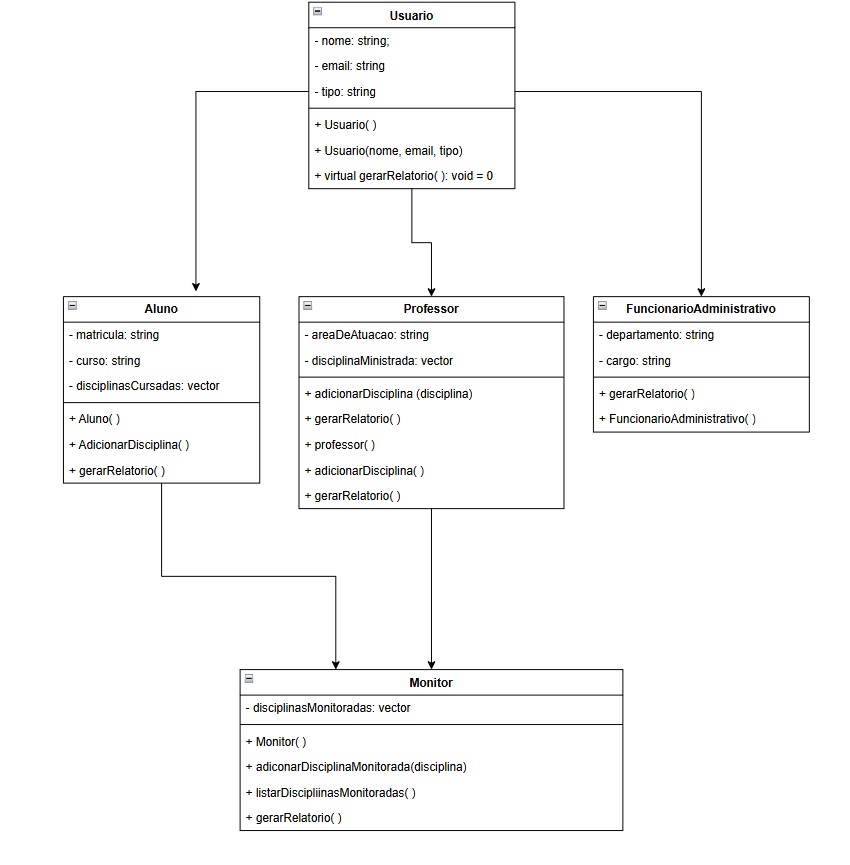 Usuario
- nome: string;
- email: string
- tipo: string
+ Usuario( )
+ Usuario(nome, email, tipo)
+ virtual gerarRelatorio( ): void = 0
Aluno
- matricula: string
- curso: string
- disciplinasCursadas: vector
+ Aluno( )
+ AdicionarDisciplina( )
+ gerarRelatorio( )
Professor
- areaDeAtuacao: string
- disciplinaMinistrada: vector
+ adicionarDisciplina (disciplina)
+ gerarRelatorio( )
+ professor( )
+ adicionarDisciplina( )
+ gerarRelatorio( )
FuncionarioAdministrativo
- departamento: string
- cargo: string
+ gerarRelatorio( )
+ FuncionarioAdministrativo( )
Monitor
- disciplinasMonitoradas: vector
+ Monitor( )
+ adiconarDisciplinaMonitorada(disciplina)
+ listarDiscipliinasMonitoradas( )
+ gerarRelatorio( )